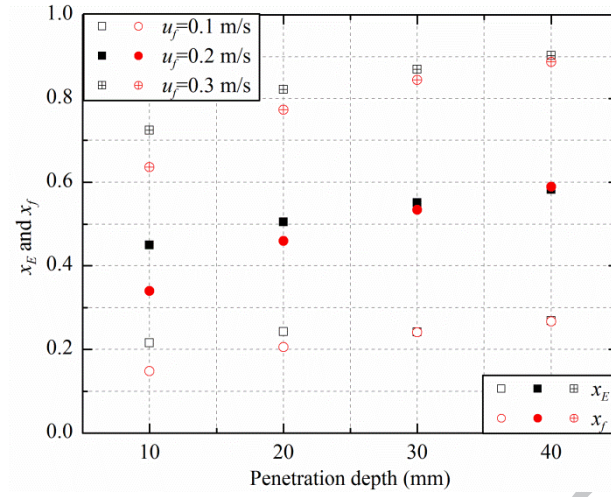 u_f=0.1 m/s
u_f=0.2 m/s
u_f=0.3 m/s
1.0
0.8
0.6
0.4
0.2
0.0
x_E and x_f
10 20 30 40
Penetration depth (mm)
x_E
x_f